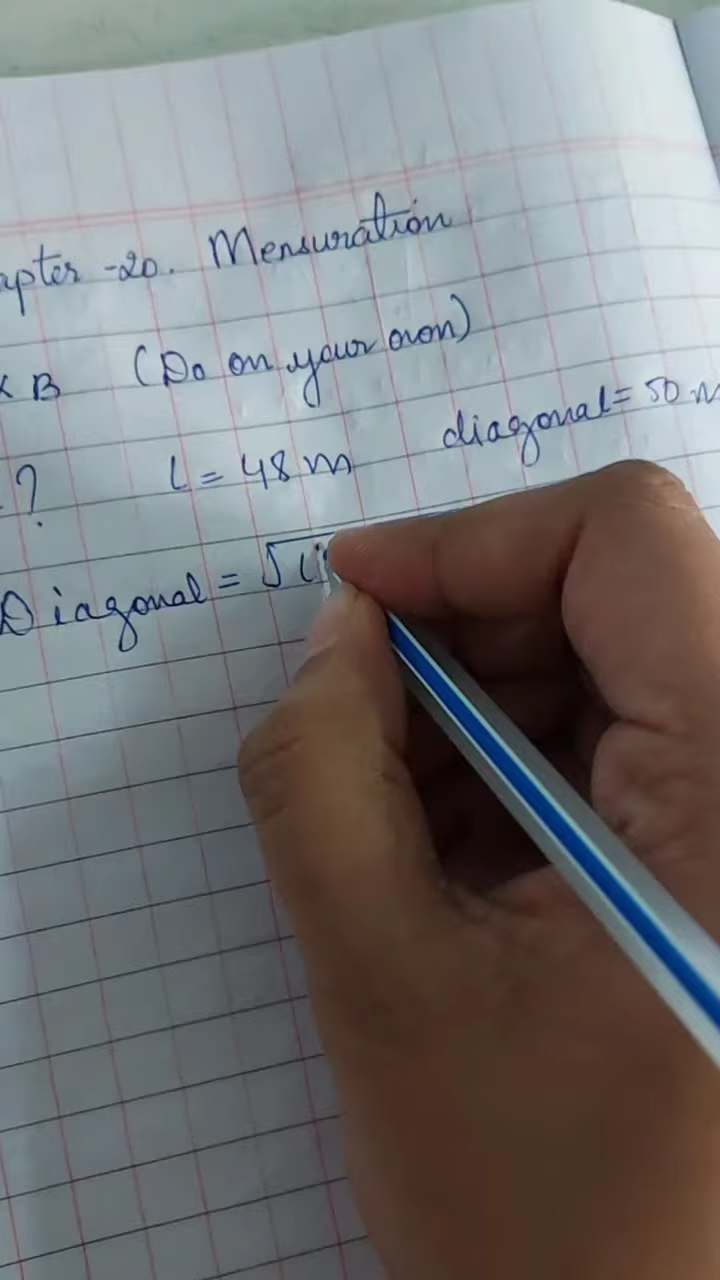 apter -20. Mensuration
x B (Do on your own)
? l = 48 m diagonal = 50 m
Diagonal = √l